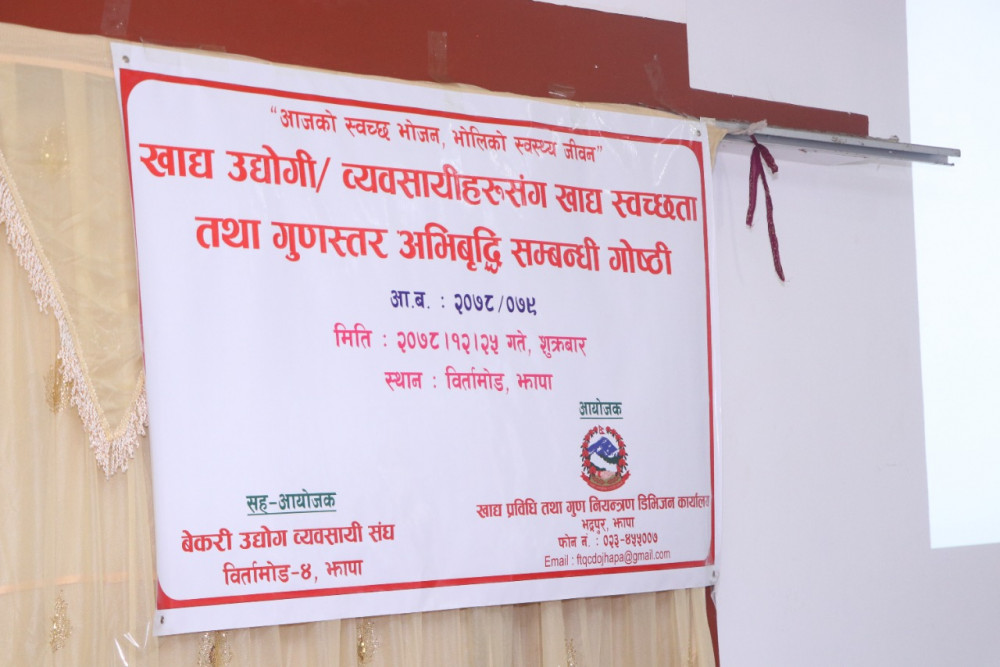 “आजको स्वच्छ भोजन, भोलिको स्वस्थ्य जीवन”
खाद्य उद्योगी/ व्यवसायीहरूसंग खाद्य स्वच्छता
तथा गुणस्तर अभिबृद्धि सम्बन्धी गोष्ठी
आ.ब. : २०७८/०७९
मिति : २०७८।१२।२५ गते, शुक्रबार
स्थान : विर्तामोड, झापा
आयोजक
खाद्य प्रविधि तथा गुण नियन्त्रण डिभिजन कार्यालय
भद्रपुर, झापा
फोन नं. : ०२३-४५५००७
Email : ftqcdojhapa@gmail.com
सह-आयोजक
बेकरी उद्योग व्यवसायी संघ
विर्तामोड-४, झापा